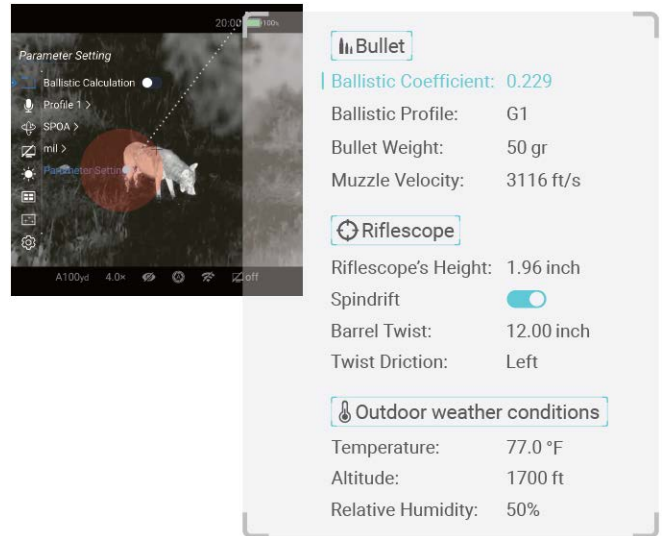 20:00
100%
Parameter Setting
Ballistic Calculation
Profile 1 >
SPOA >
mil >
Parameter Setting
A100yd 4.0× off
Bullet
Ballistic Coefficient: 0.229
Ballistic Profile: G1
Bullet Weight: 50 gr
Muzzle Velocity: 3116 ft/s
Riflescope
Riflescope's Height: 1.96 inch
Spindrift
Barrel Twist: 12.00 inch
Twist Driction: Left
Outdoor weather conditions
Temperature: 77.0 °F
Altitude: 1700 ft
Relative Humidity: 50%